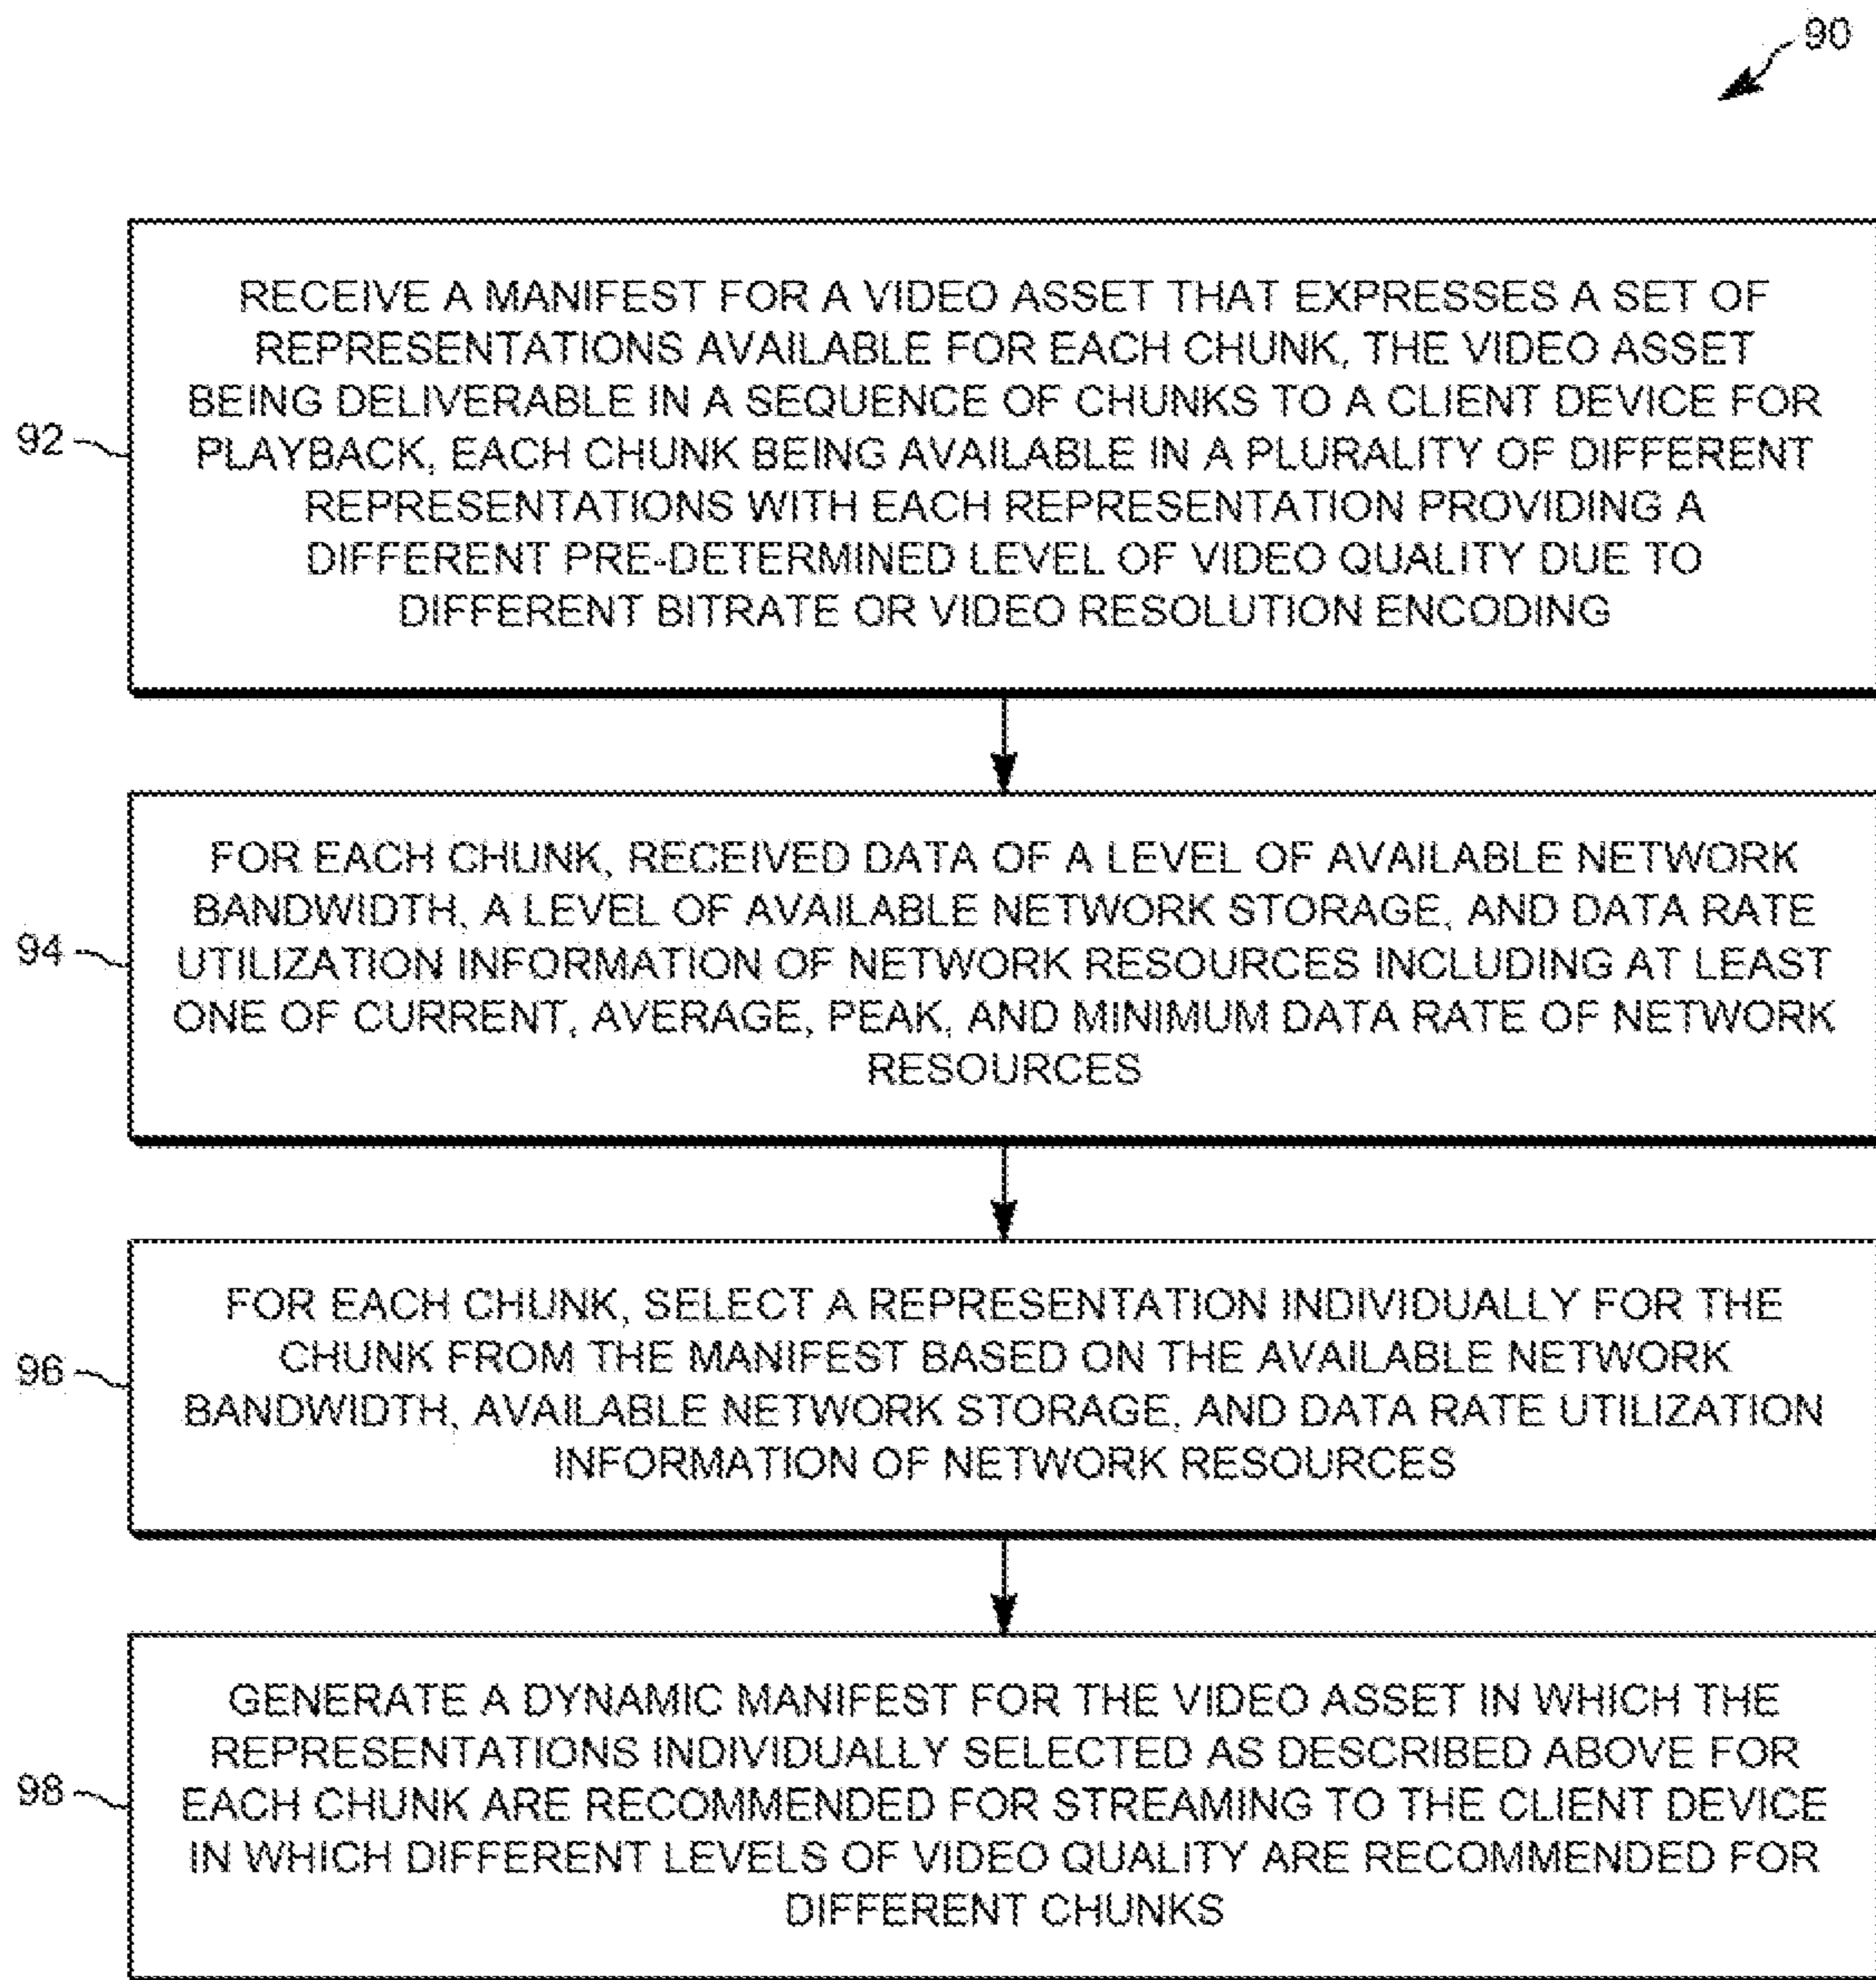 90
RECEIVE A MANIFEST FOR A VIDEO ASSET THAT EXPRESSES A SET OF
REPRESENTATIONS AVAILABLE FOR EACH CHUNK, THE VIDEO ASSET
BEING DELIVERABLE IN A SEQUENCE OF CHUNKS TO A CLIENT DEVICE FOR
92
PLAYBACK, EACH CHUNK BEING AVAILABLE IN A PLURALITY OF DIFFERENT
REPRESENTATIONS WITH EACH REPRESENTATION PROVIDING A
DIFFERENT PRE-DETERMINED LEVEL OF VIDEO QUALITY DUE TO
DIFFERENT BITRATE OR VIDEO RESOLUTION ENCODING
FOR EACH CHUNK, RECEIVED DATA OF A LEVEL OF AVAILABLE NETWORK
BANDWIDTH, A LEVEL OF AVAILABLE NETWORK STORAGE, AND DATA RATE
94
UTILIZATION INFORMATION OF NETWORK RESOURCES INCLUDING AT LEAST
ONE OF CURRENT, AVERAGE, PEAK, AND MINIMUM DATA RATE OF NETWORK
RESOURCES
FOR EACH CHUNK, SELECT A REPRESENTATION INDIVIDUALLY FOR THE
CHUNK FROM THE MANIFEST BASED ON THE AVAILABLE NETWORK
96
BANDWIDTH, AVAILABLE NETWORK STORAGE, AND DATA RATE UTILIZATION
INFORMATION OF NETWORK RESOURCES
GENERATE A DYNAMIC MANIFEST FOR THE VIDEO ASSET IN WHICH THE
REPRESENTATIONS INDIVIDUALLY SELECTED AS DESCRIBED ABOVE FOR
98
EACH CHUNK ARE RECOMMENDED FOR STREAMING TO THE CLIENT DEVICE
IN WHICH DIFFERENT LEVELS OF VIDEO QUALITY ARE RECOMMENDED FOR
DIFFERENT CHUNKS